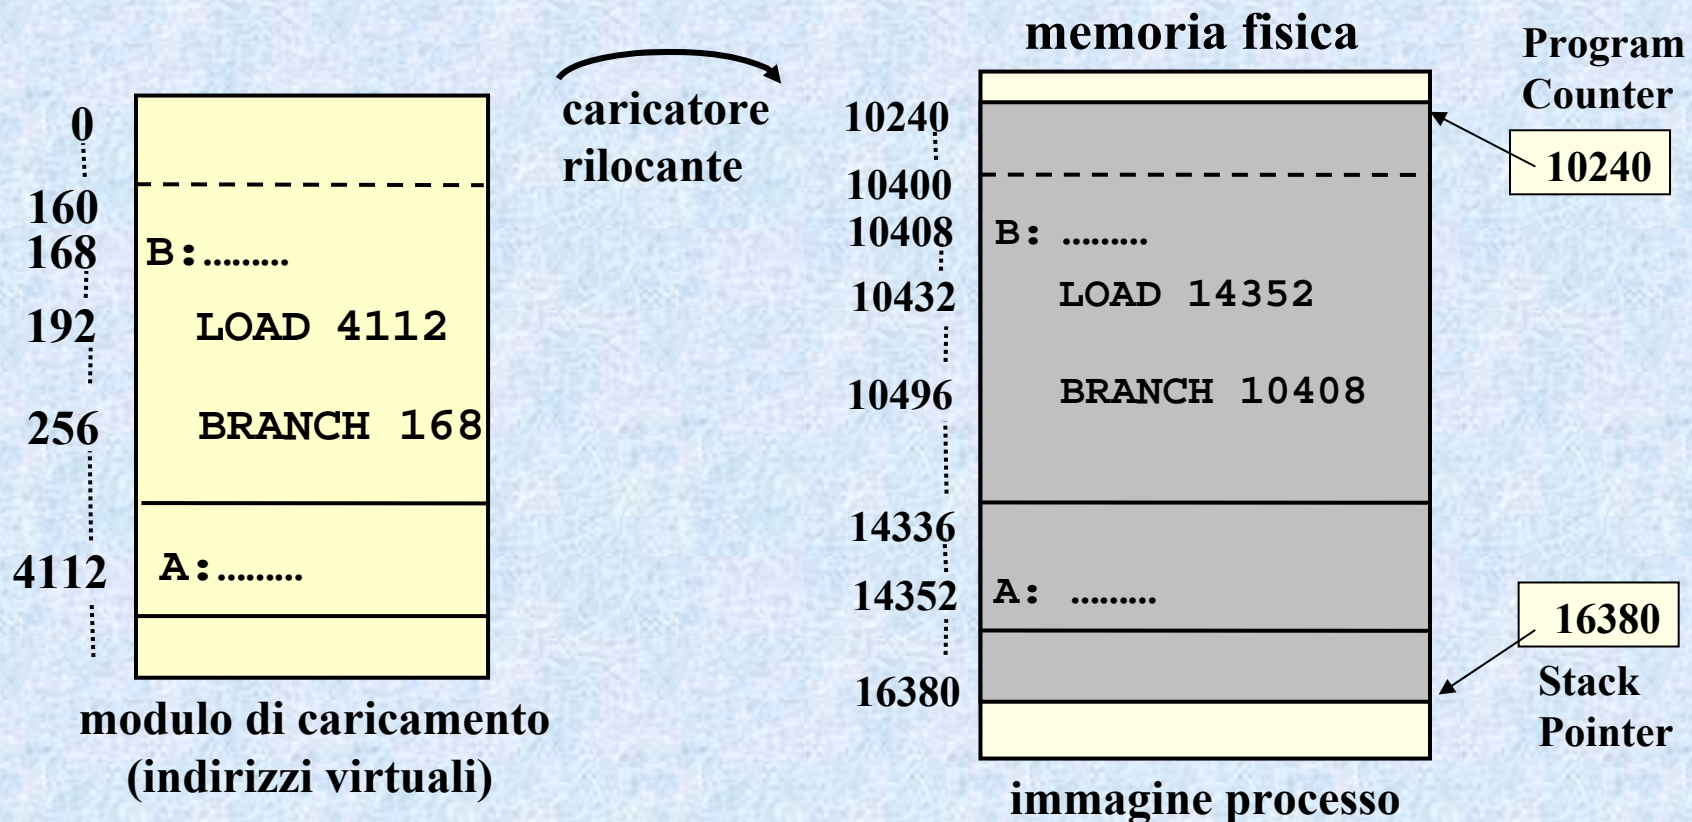 0
160
168
192
256
4112
B:.........
LOAD 4112
BRANCH 168
A:.........
modulo di caricamento
(indirizzi virtuali)
caricatore
rilocante
memoria fisica
10240
10400
10408
10432
10496
14336
14352
16380
B: .........
LOAD 14352
BRANCH 10408
A: .........
immagine processo
Program
Counter
10240
16380
Stack
Pointer